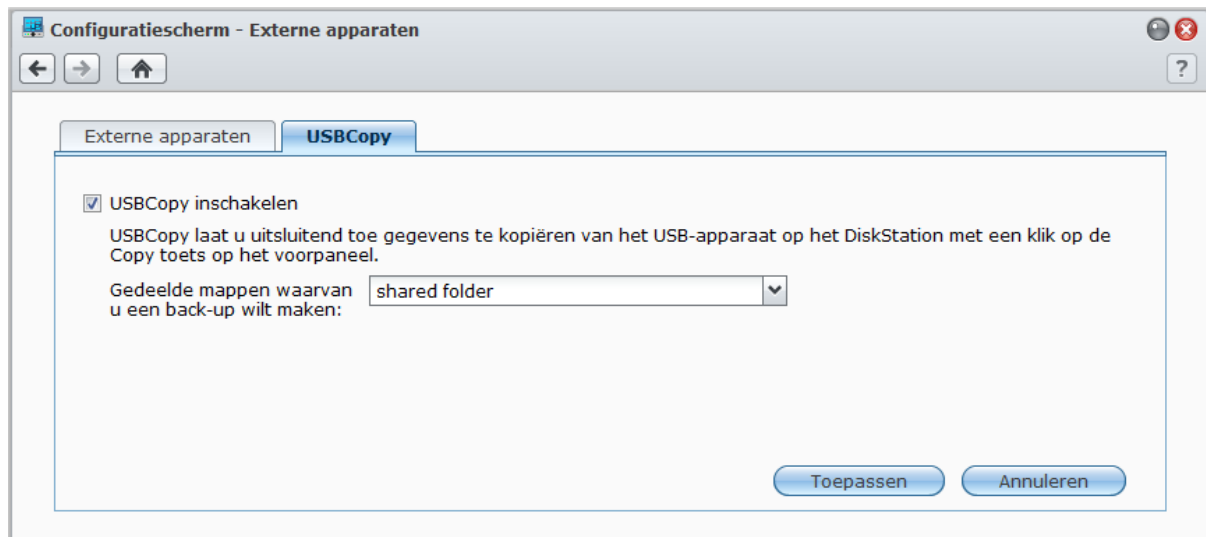 Configuratiescherm - Externe apparaten
?
Externe apparaten
USBCopy
USBCopy inschakelen
USBCopy laat u uitsluitend toe gegevens te kopiëren van het USB-apparaat op het DiskStation met een klik op de
Copy toets op het voorpaneel.
Gedeelde mappen waarvan
u een back-up wilt maken:
shared folder
Toepassen
Annuleren